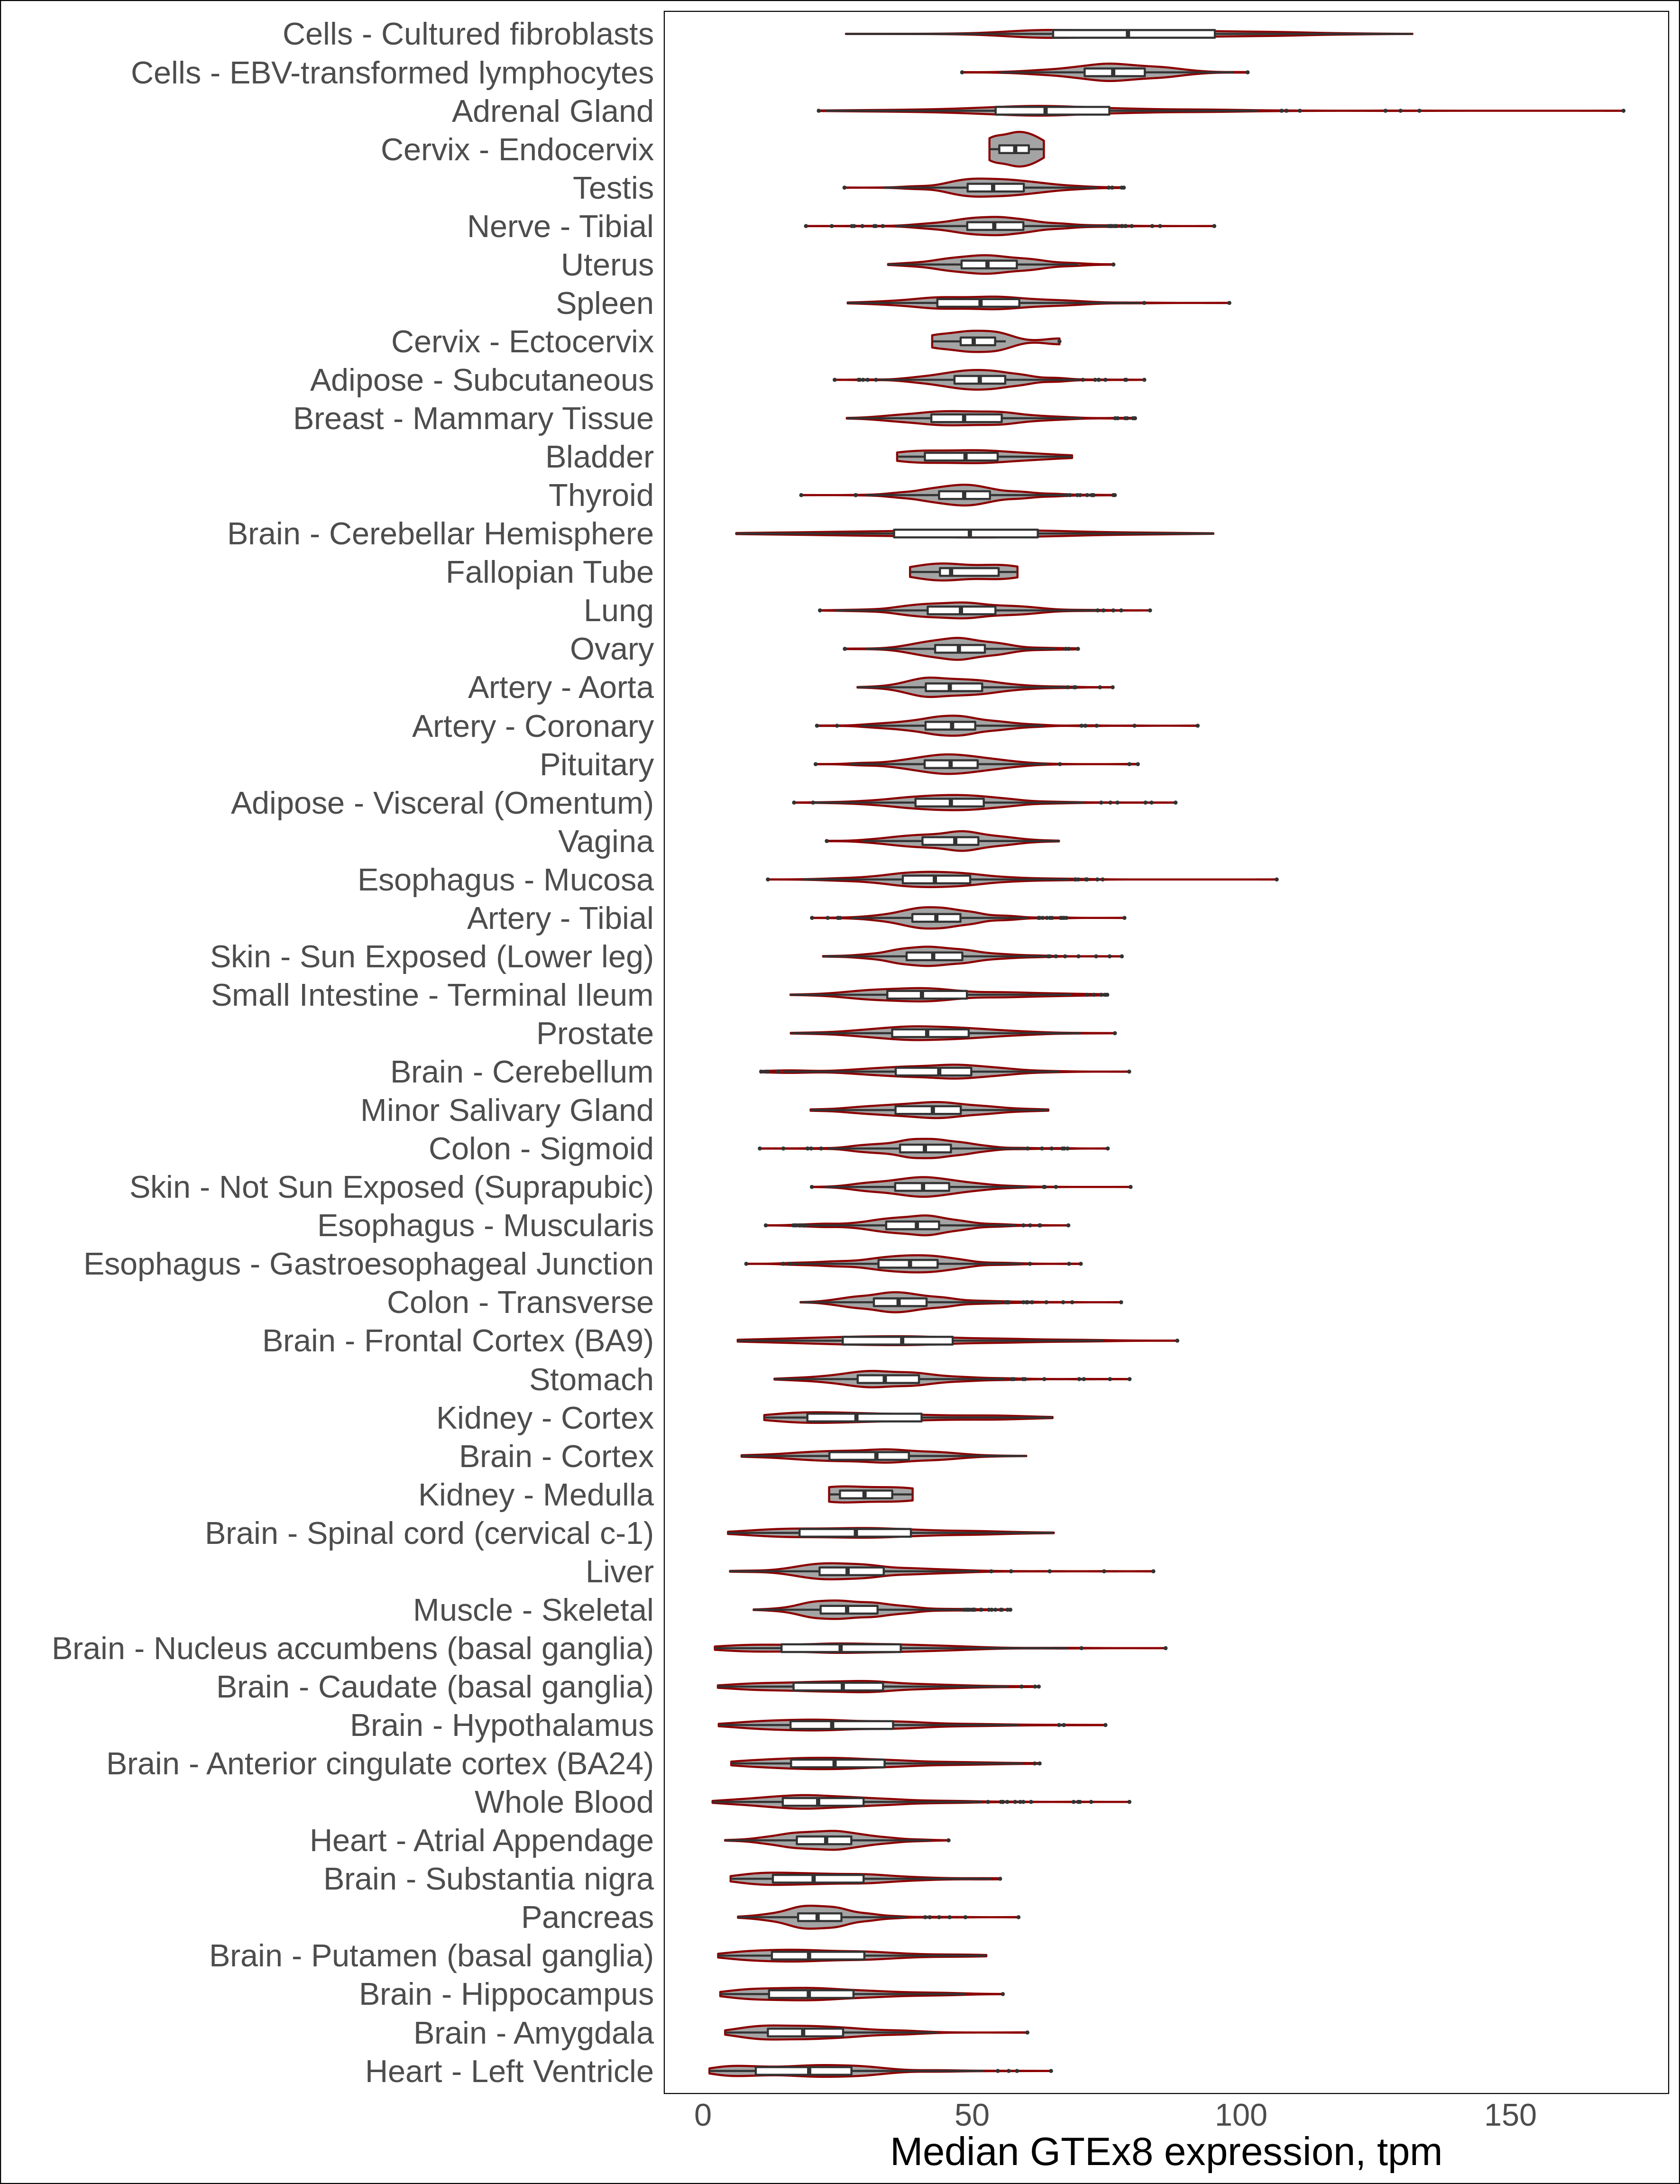 Cells - Cultured fibroblasts
Cells - EBV-transformed lymphocytes
Adrenal Gland
Cervix - Endocervix
Testis
Nerve - Tibial
Uterus
Spleen
Cervix - Ectocervix
Adipose - Subcutaneous
Breast - Mammary Tissue
Bladder
Thyroid
Brain - Cerebellar Hemisphere
Fallopian Tube
Lung
Ovary
Artery - Aorta
Artery - Coronary
Pituitary
Adipose - Visceral (Omentum)
Vagina
Esophagus - Mucosa
Artery - Tibial
Skin - Sun Exposed (Lower leg)
Small Intestine - Terminal Ileum
Prostate
Brain - Cerebellum
Minor Salivary Gland
Colon - Sigmoid
Skin - Not Sun Exposed (Suprapubic)
Esophagus - Muscularis
Esophagus - Gastroesophageal Junction
Colon - Transverse
Brain - Frontal Cortex (BA9)
Stomach
Kidney - Cortex
Brain - Cortex
Kidney - Medulla
Brain - Spinal cord (cervical c-1)
Liver
Muscle - Skeletal
Brain - Nucleus accumbens (basal ganglia)
Brain - Caudate (basal ganglia)
Brain - Hypothalamus
Brain - Anterior cingulate cortex (BA24)
Whole Blood
Heart - Atrial Appendage
Brain - Substantia nigra
Pancreas
Brain - Putamen (basal ganglia)
Brain - Hippocampus
Brain - Amygdala
Heart - Left Ventricle
0 50 100 150
Median GTEx8 expression, tpm